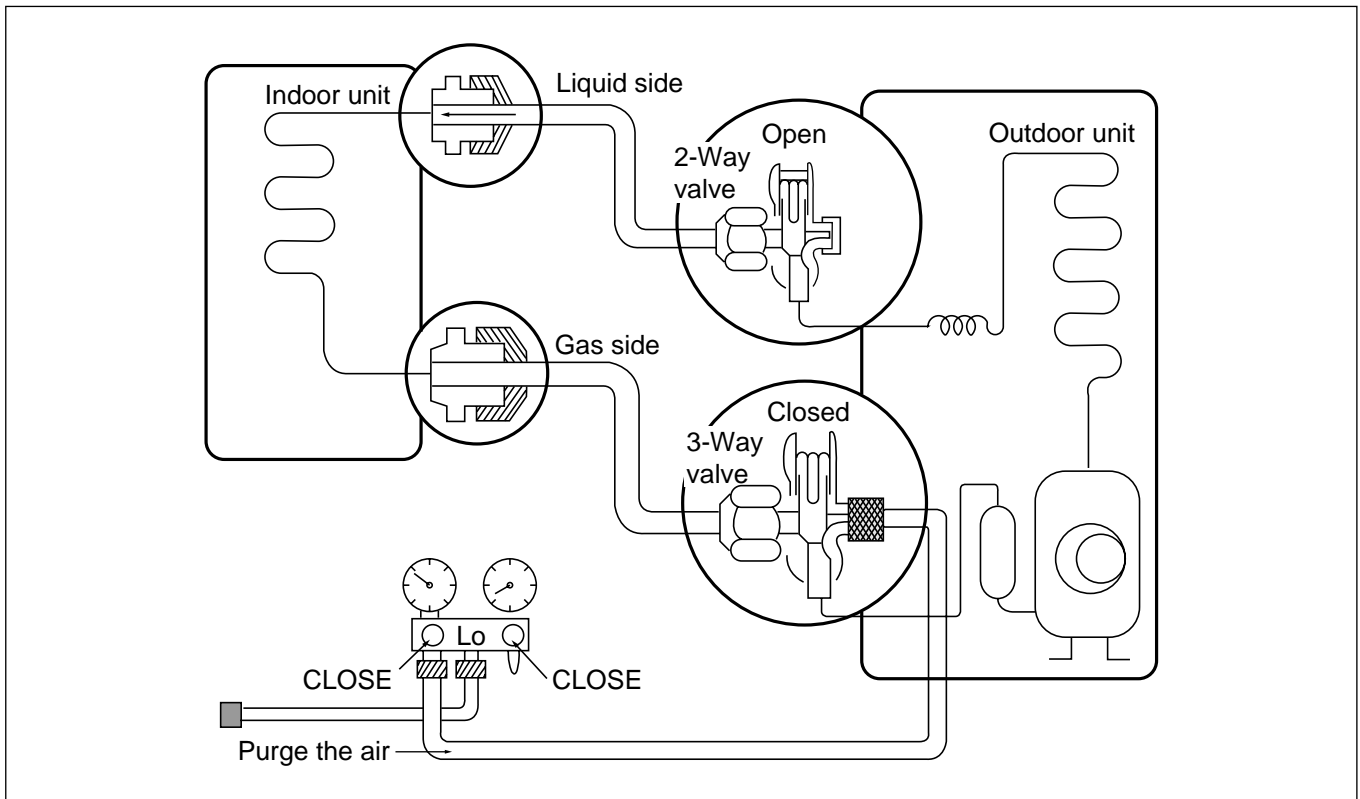 Indoor unit
Liquid side
Open
2-Way
valve
Outdoor unit
Gas side
Closed
3-Way
valve
Lo
CLOSE
CLOSE
Purge the air